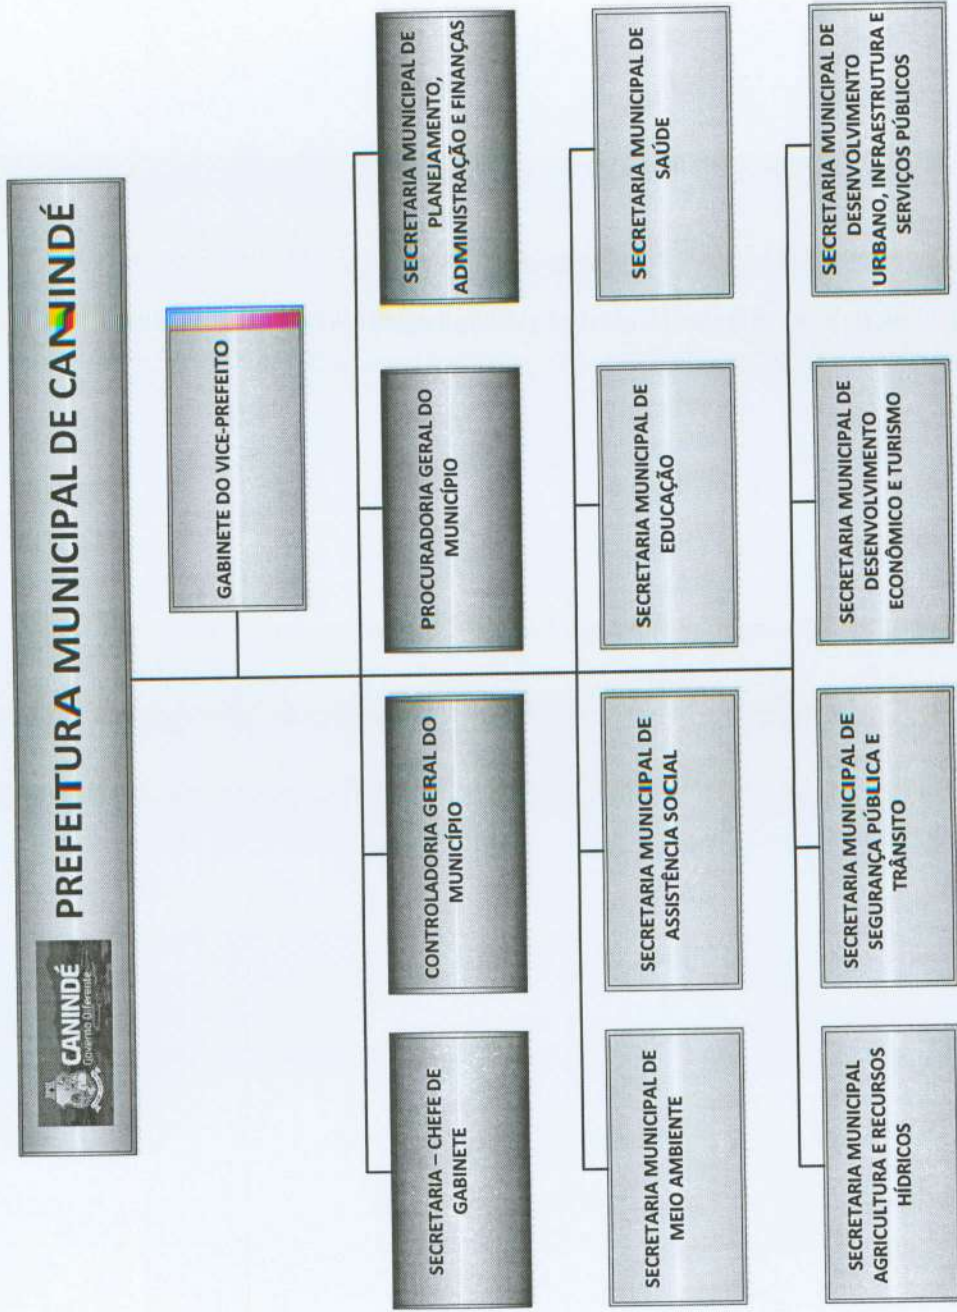 CANINDÉ
Governo Diferente
PREFEITURA MUNICIPAL DE CANINDÉ
GABINETE DO VICE-PREFEITO
SECRETARIA – CHEFE DE
GABINETE
CONTROLADORIA GERAL DO
MUNICÍPIO
PROCURADORIA GERAL DO
MUNICÍPIO
SECRETARIA MUNICIPAL DE
PLANEJAMENTO,
ADMINISTRAÇÃO E FINANÇAS
SECRETARIA MUNICIPAL DE
MEIO AMBIENTE
SECRETARIA MUNICIPAL DE
ASSISTÊNCIA SOCIAL
SECRETARIA MUNICIPAL DE
EDUCAÇÃO
SECRETARIA MUNICIPAL DE
SAÚDE
SECRETARIA MUNICIPAL
AGRICULTURA E RECURSOS
HÍDRICOS
SECRETARIA MUNICIPAL DE
SEGURANÇA PÚBLICA E
TRÂNSITO
SECRETARIA MUNICIPAL DE
DESENVOLVIMENTO
ECONÔMICO E TURISMO
SECRETARIA MUNICIPAL DE
DESENVOLVIMENTO
URBANO, INFRAESTRUTURA E
SERVIÇOS PÚBLICOS